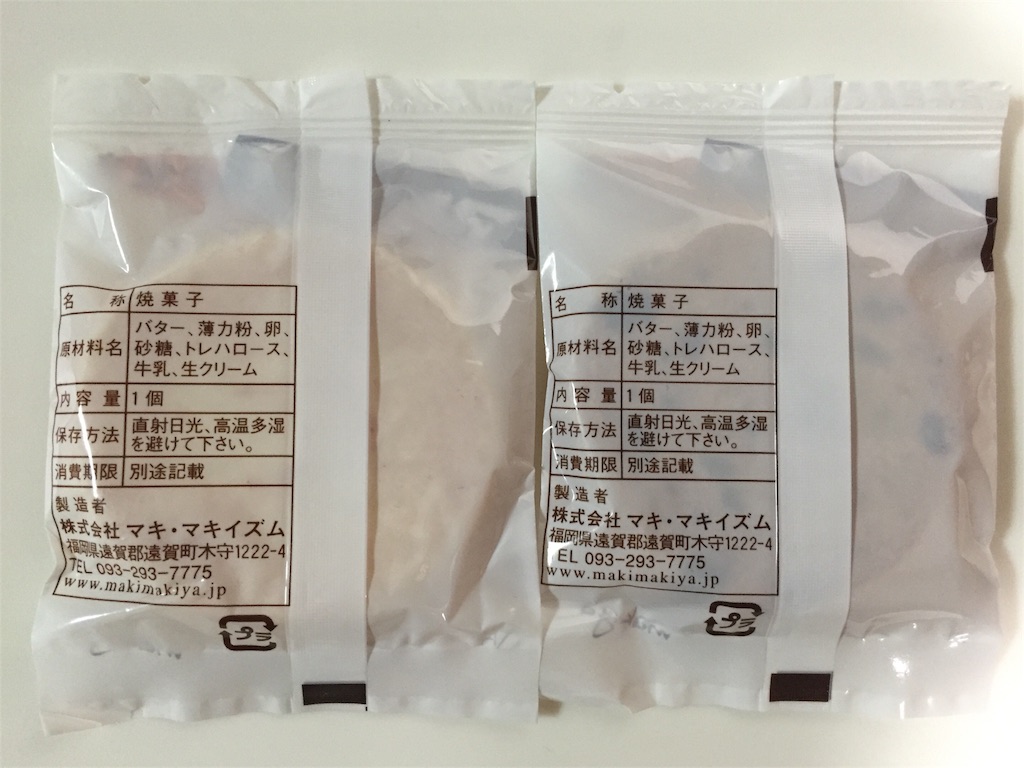 名 称 焼菓子
原材料名 バター、薄力粉、卵、
砂糖、トレハロース、
牛乳、生クリーム
内容量 1個
保存方法 直射日光、高温多湿
を避けて下さい。
消費期限 別途記載
製造者
株式会社 マキ・マキイズム
福岡県遠賀郡遠賀町木守1222-4
TEL 093-293-7775
www.makimakiya.jp
プラ
名 称 焼菓子
原材料名 バター、薄力粉、卵、
砂糖、トレハロース、
牛乳、生クリーム
内容量 1個
保存方法 直射日光、高温多湿
を避けて下さい。
消費期限 別途記載
製造者
株式会社 マキ・マキイズム
福岡県遠賀郡遠賀町木守1222-4
TEL 093-293-7775
www.makimakiya.jp
プラ